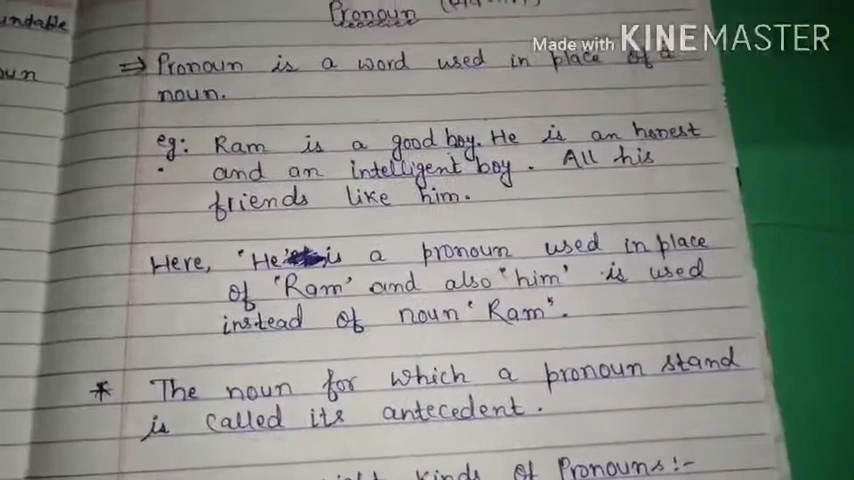 undable
oun
Pronoun
Made with KINEMASTER
⇒ Pronoun is a word used in place of a
noun.
eg: Ram is a good boy. He is an honest
and an intelligent boy. All his
friends like him.
Here, "He" is a pronoun used in place
of "Ram" and also "him" is used
instead of noun "Ram".
* The noun for which a pronoun stand
is called its antecedent.
kinds of Pronouns:-